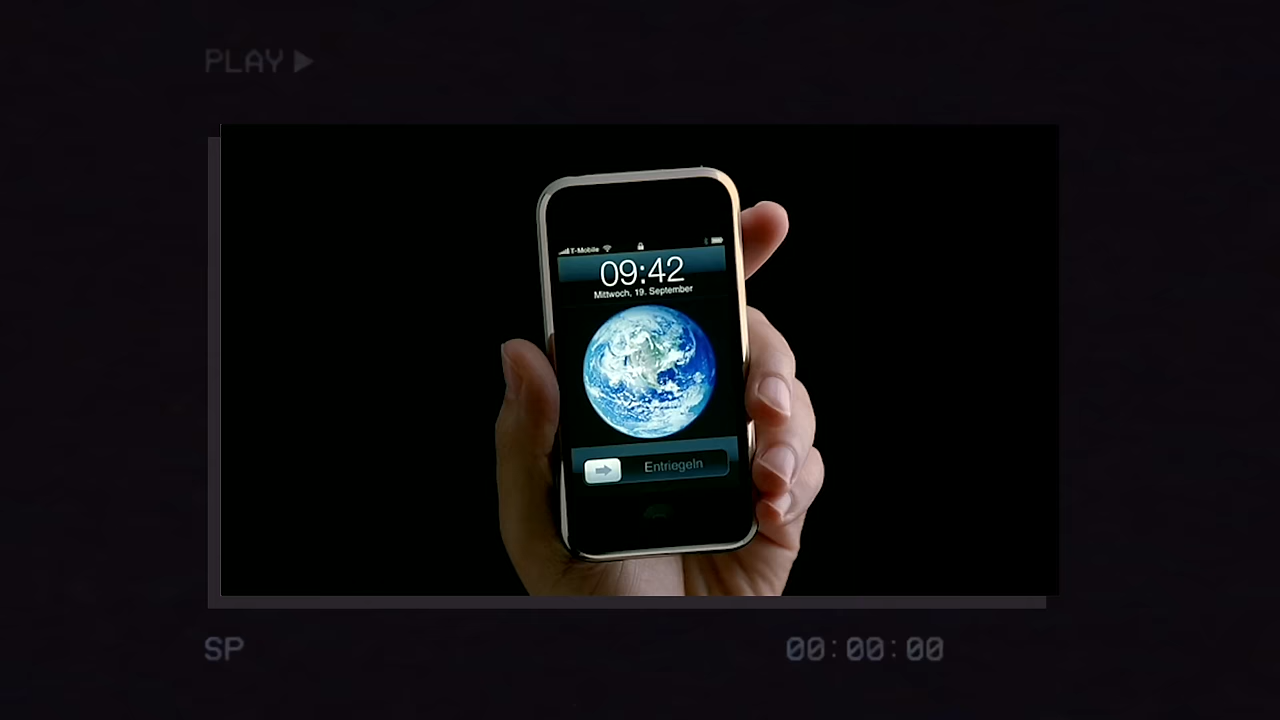 PLAY
T-Mobile
09:42
Mittwoch, 19. September
Entriegeln
SP
00:00:00